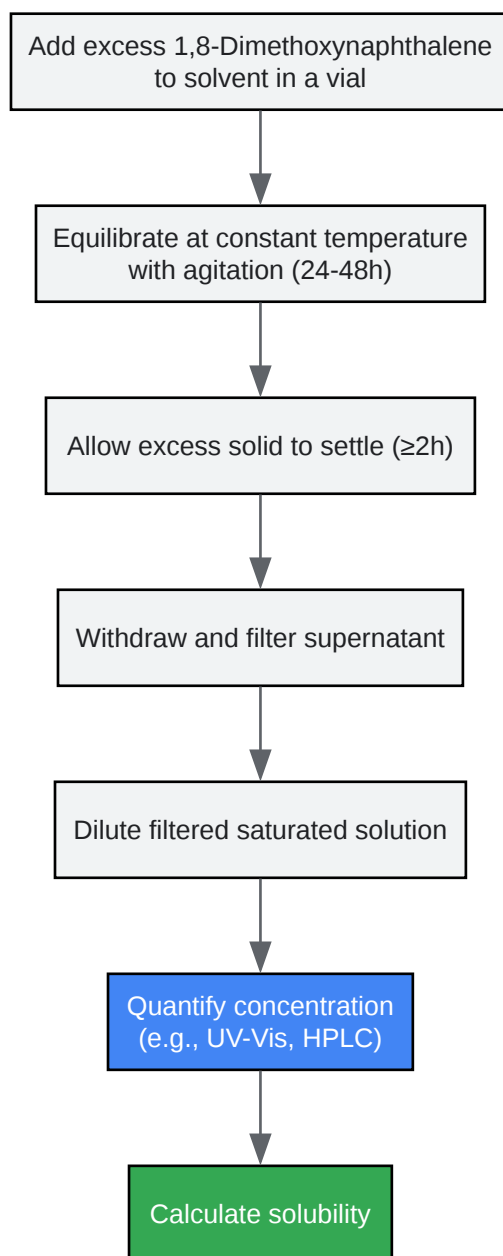 Add excess 1,8-Dimethoxynaphthalene
to solvent in a vial
Equilibrate at constant temperature
with agitation (24-48h)
Allow excess solid to settle (≥2h)
Withdraw and filter supernatant
Dilute filtered saturated solution
Quantify concentration
(e.g., UV-Vis, HPLC)
Calculate solubility